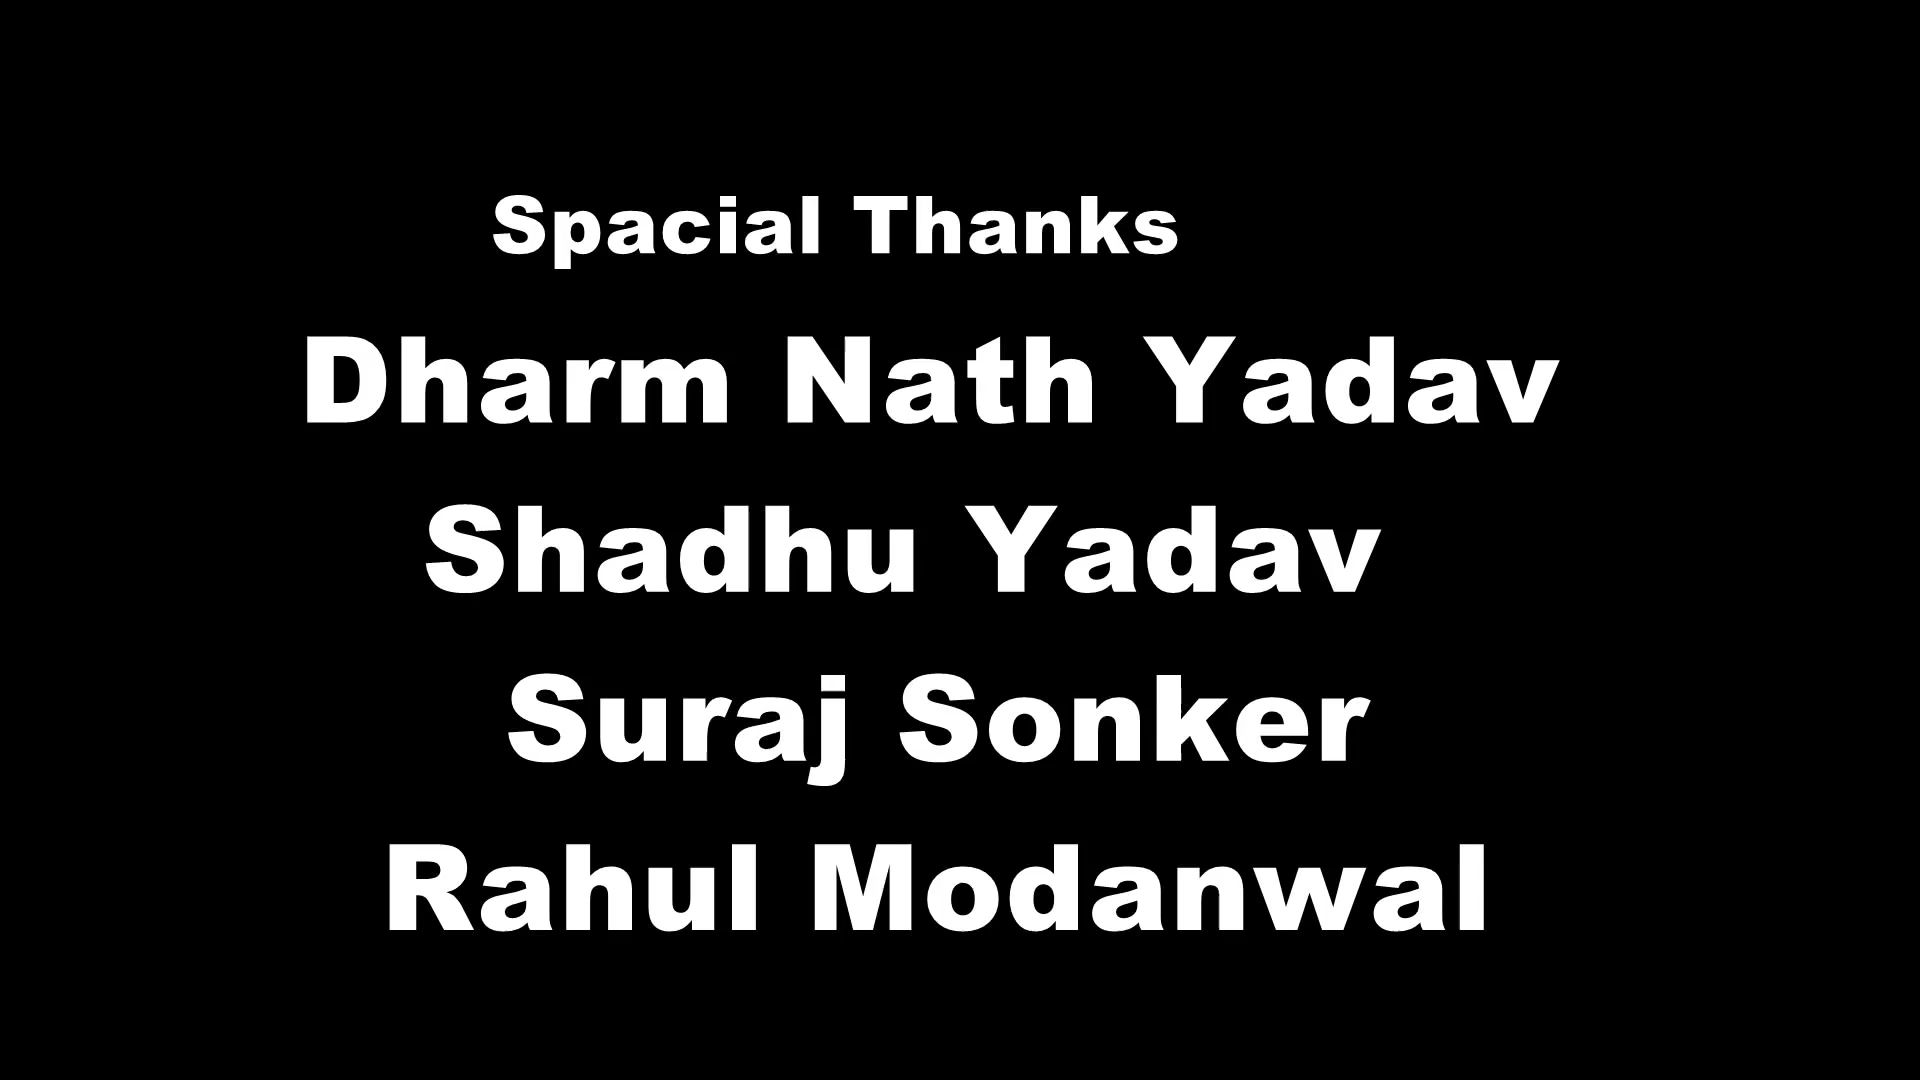 Spacial Thanks
Dharm Nath Yadav
Shadhu Yadav
Suraj Sonker
Rahul Modanwal